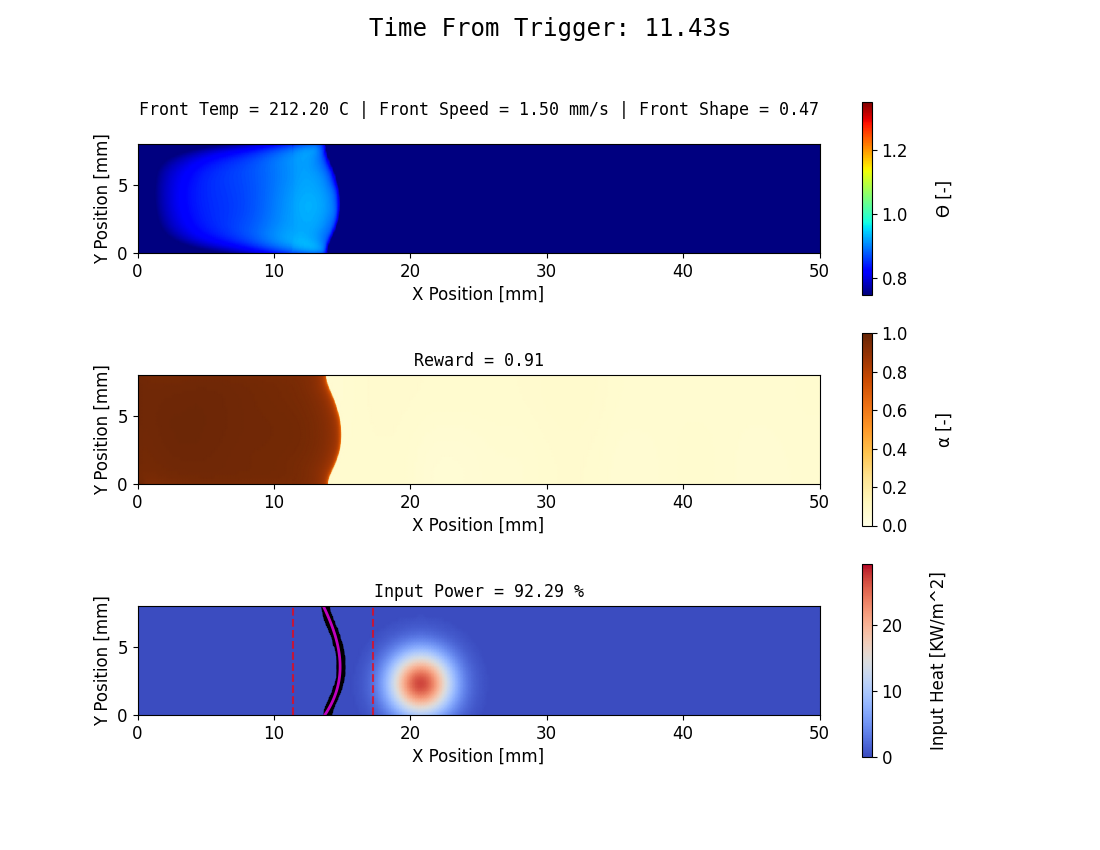 Time From Trigger: 11.43s
Front Temp = 212.20 C | Front Speed = 1.50 mm/s | Front Shape = 0.47
Y Position [mm]
5
0
0 10 20 30 40 50
X Position [mm]
1.2
1.0
0.8
Θ [-]
Reward = 0.91
Y Position [mm]
5
0
0 10 20 30 40 50
X Position [mm]
1.0
0.8
0.6
0.4
0.2
0.0
α [-]
Input Power = 92.29 %
Y Position [mm]
5
0
0 10 20 30 40 50
X Position [mm]
20
10
0
Input Heat [KW/m^2]